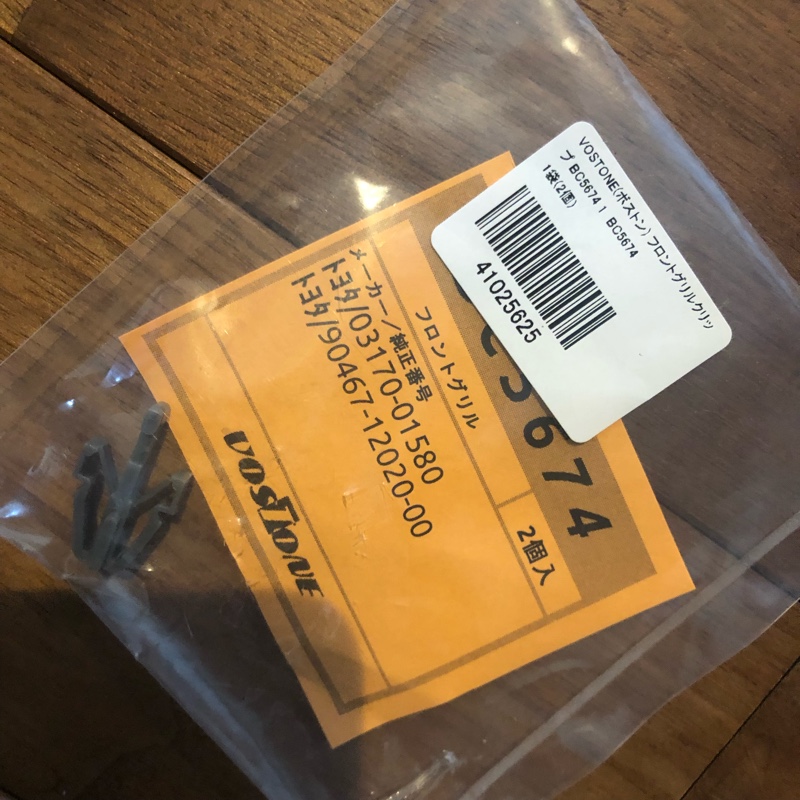 VOSTONE(ボストン) フロントグリルクリッ
プ BC5674 1 BC5674
1袋(2個)
41025625
C5674
2個入
フロントグリル
メーカー/純正番号
トヨタ/03170-01580
トヨタ/90467-12020-00
VOSTONE